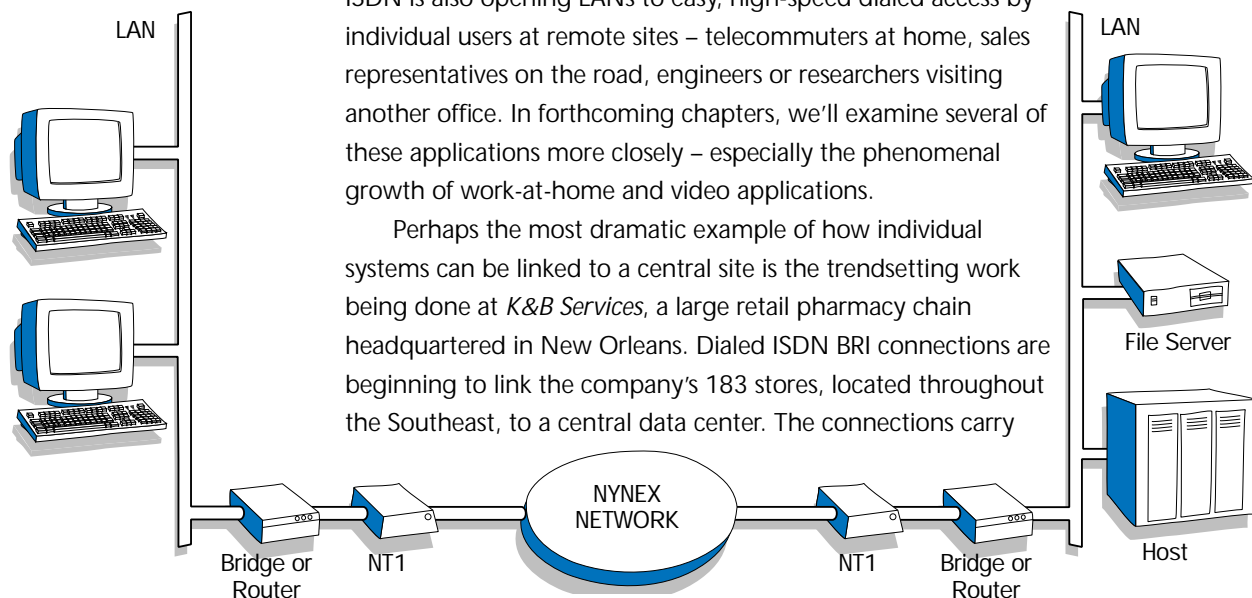 ISDN is also opening LANs to easy, high-speed dialed access by
individual users at remote sites – telecommuters at home, sales
representatives on the road, engineers or researchers visiting
another office. In forthcoming chapters, we'll examine several of
these applications more closely – especially the phenomenal
growth of work-at-home and video applications.
Perhaps the most dramatic example of how individual
systems can be linked to a central site is the trendsetting work
being done at K&B Services, a large retail pharmacy chain
headquartered in New Orleans. Dialed ISDN BRI connections are
beginning to link the company's 183 stores, located throughout
the Southeast, to a central data center. The connections carry
LAN
LAN
File Server
Host
Bridge or
Router
NT1
NYNEX
NETWORK
NT1
Bridge or
Router